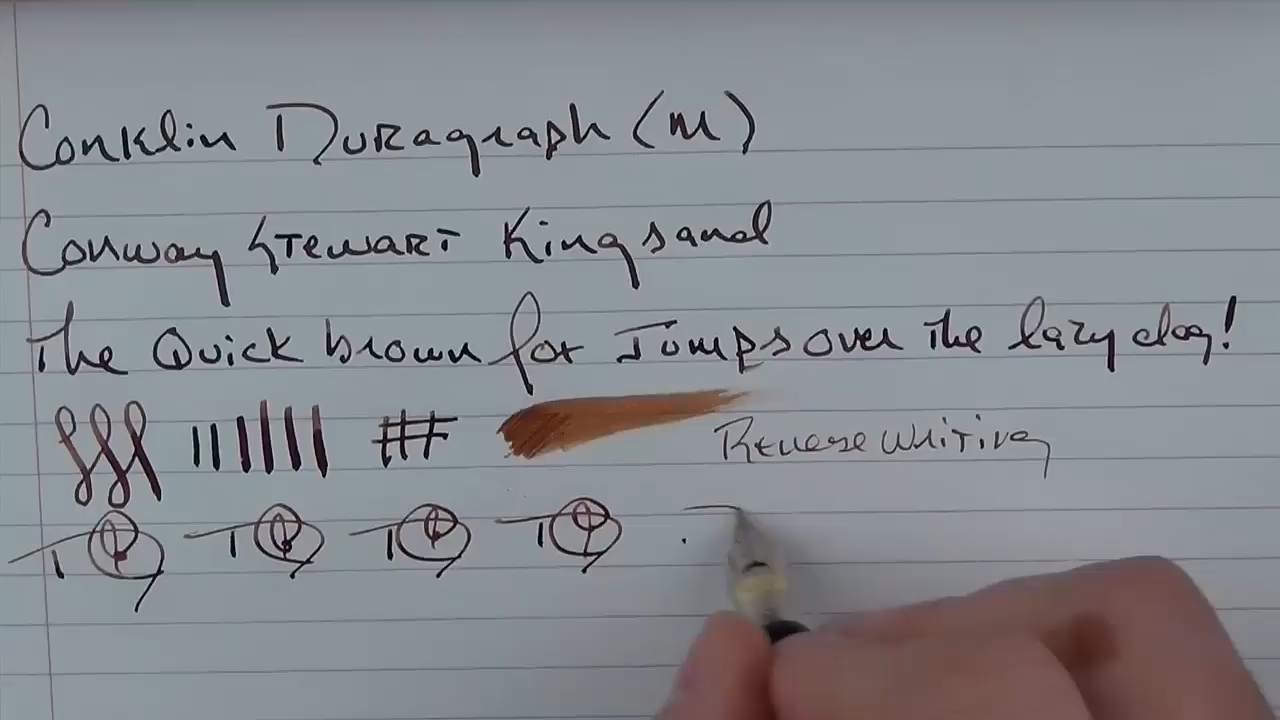 Conklin Duragraph (M)
Conway Stewart Kingsand
The Quick brown fox Jumps over the lazy dog!
Reverse Writing